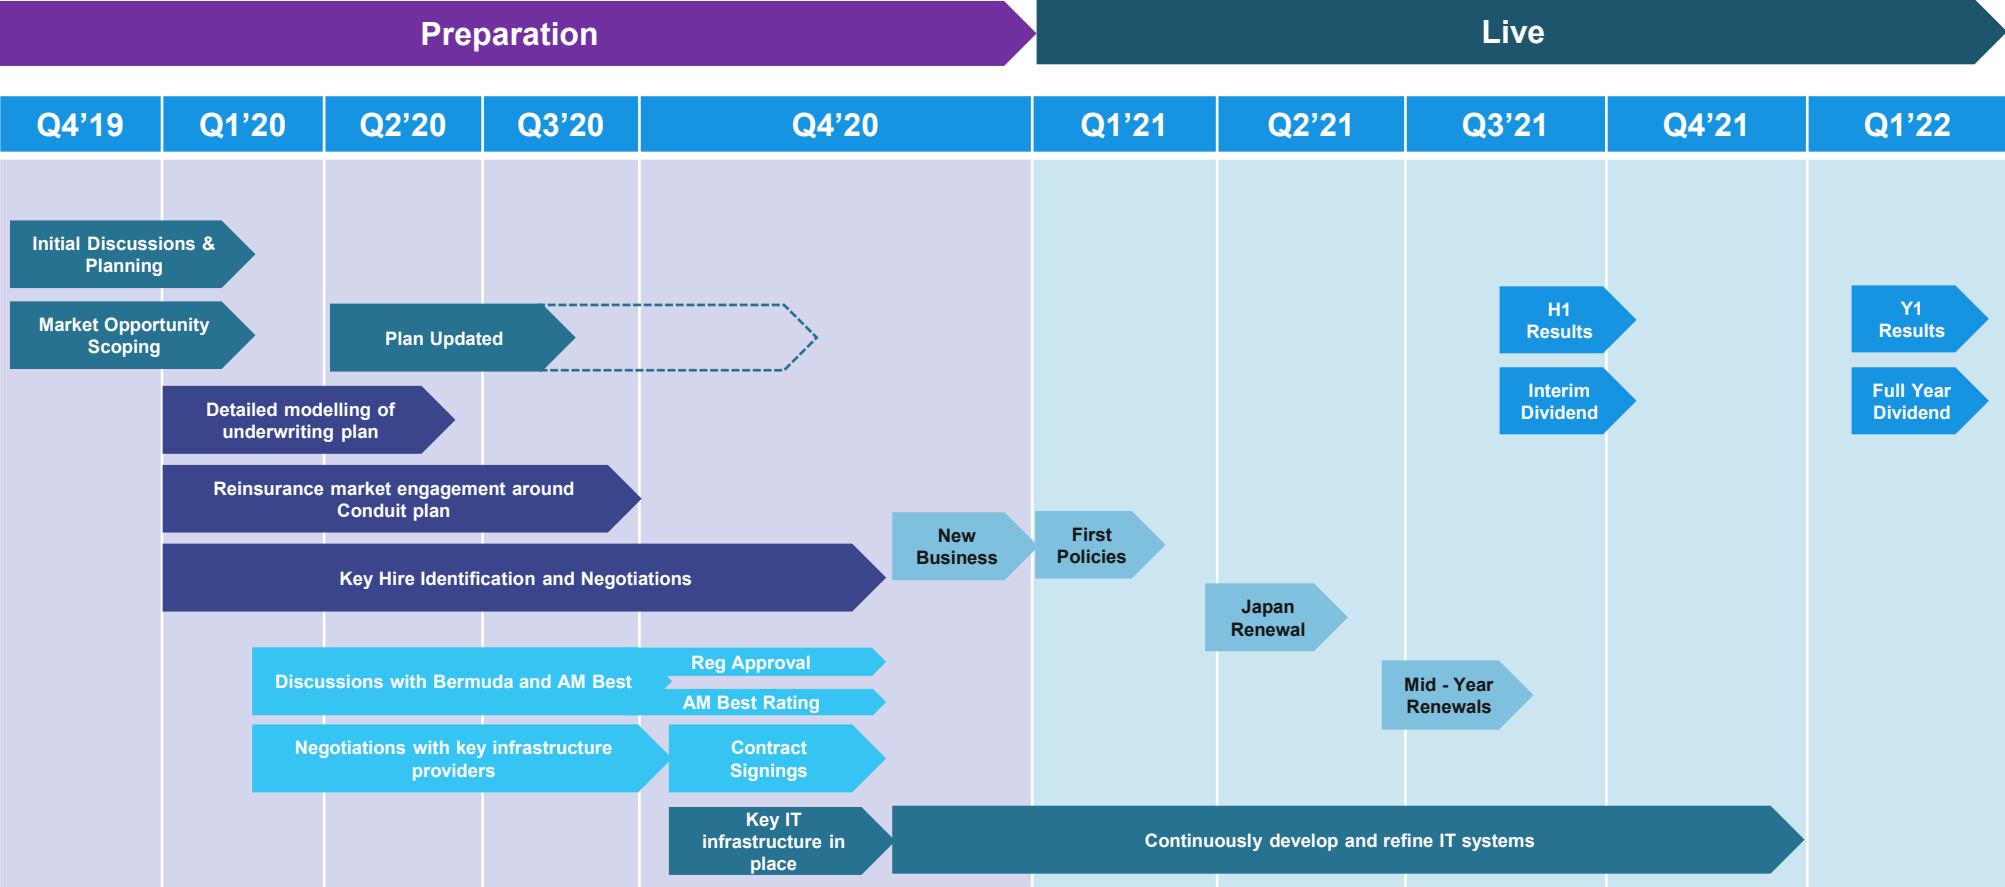 Preparation
Live
Q4’19
Q1’20
Q2’20
Q3’20
Q4’20
Q1’21
Q2’21
Q3’21
Q4’21
Q1’22
Initial Discussions &
Planning
Market Opportunity
Scoping
Plan Updated
H1
Results
Y1
Results
Interim
Dividend
Full Year
Dividend
Detailed modelling of
underwriting plan
Reinsurance market engagement around
Conduit plan
New
Business
First
Policies
Key Hire Identification and Negotiations
Japan
Renewal
Discussions with Bermuda and AM Best
Reg Approval
AM Best Rating
Mid - Year
Renewals
Negotiations with key infrastructure
providers
Contract
Signings
Key IT
infrastructure in
place
Continuously develop and refine IT systems